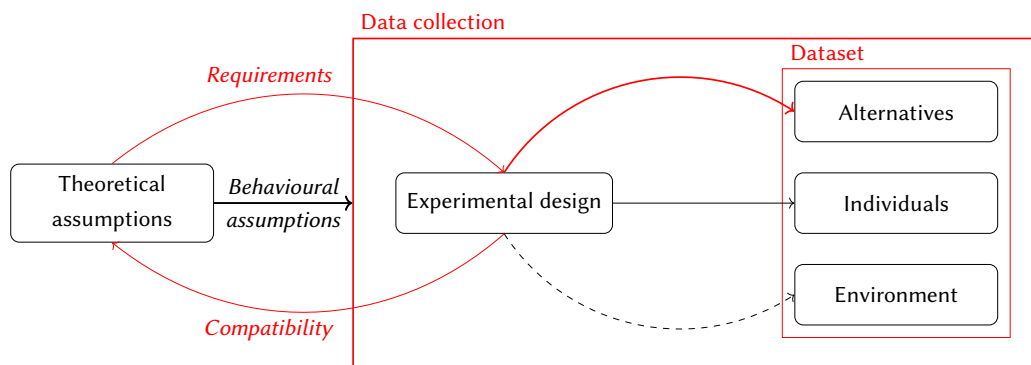 Data collection
Dataset
Requirements
Alternatives
Theoretical
assumptions
Behavioural
assumptions
Experimental design
Individuals
Environment
Compatibility